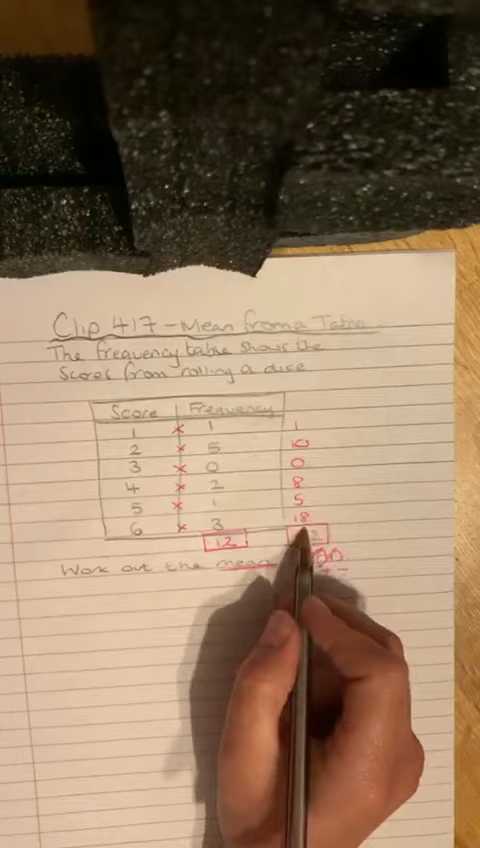 Clip 417 - Mean from a Table
The frequency table shows the
Scores from rolling a dice
Score Frequency
1 × 1 1
2 × 5 10
3 × 0 0
4 × 2 8
5 × 1 5
6 × 3 18
12
Work out the mean